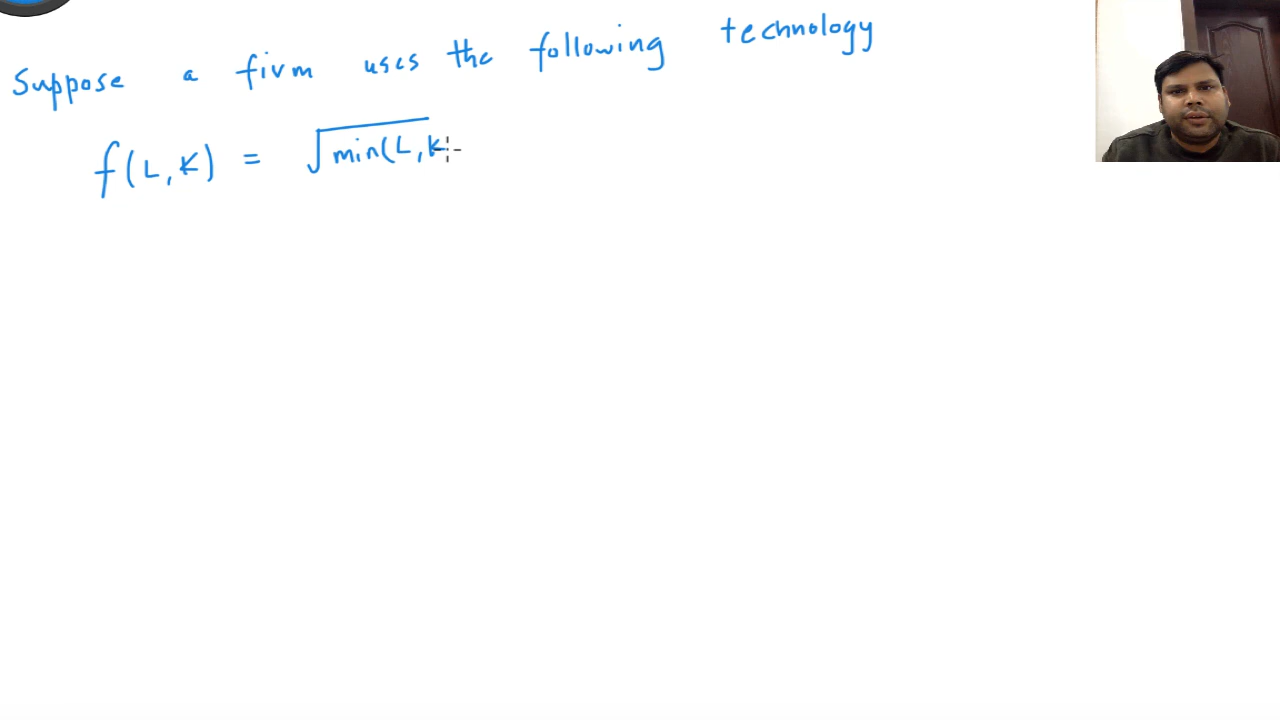 Suppose a firm uses the following technology
f(L,K) = √min(L,K